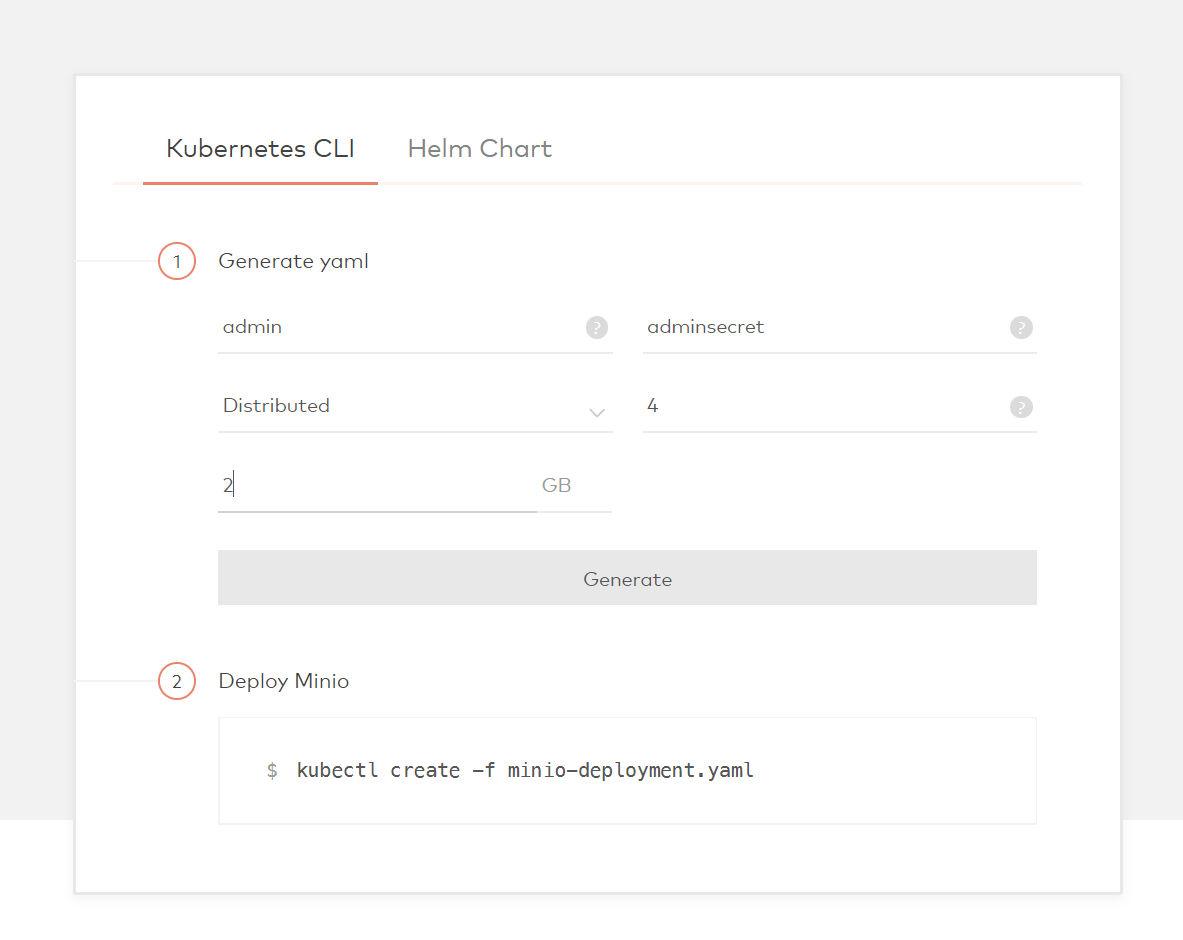 Kubernetes CLI Helm Chart
1 Generate yaml
admin ? adminsecret ?
Distributed 4 ?
2 GB
Generate
2 Deploy Minio
$ kubectl create -f minio-deployment.yaml